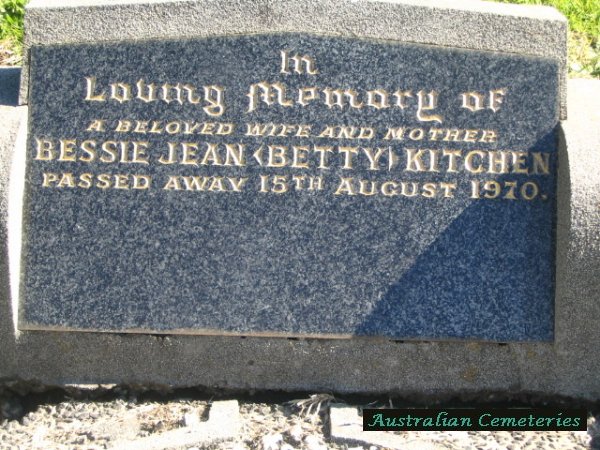 In
Loving Memory of
A BELOVED WIFE AND MOTHER
BESSIE JEAN (BETTY) KITCHEN
PASSED AWAY 15TH AUGUST 1970.
Australian Cemeteries